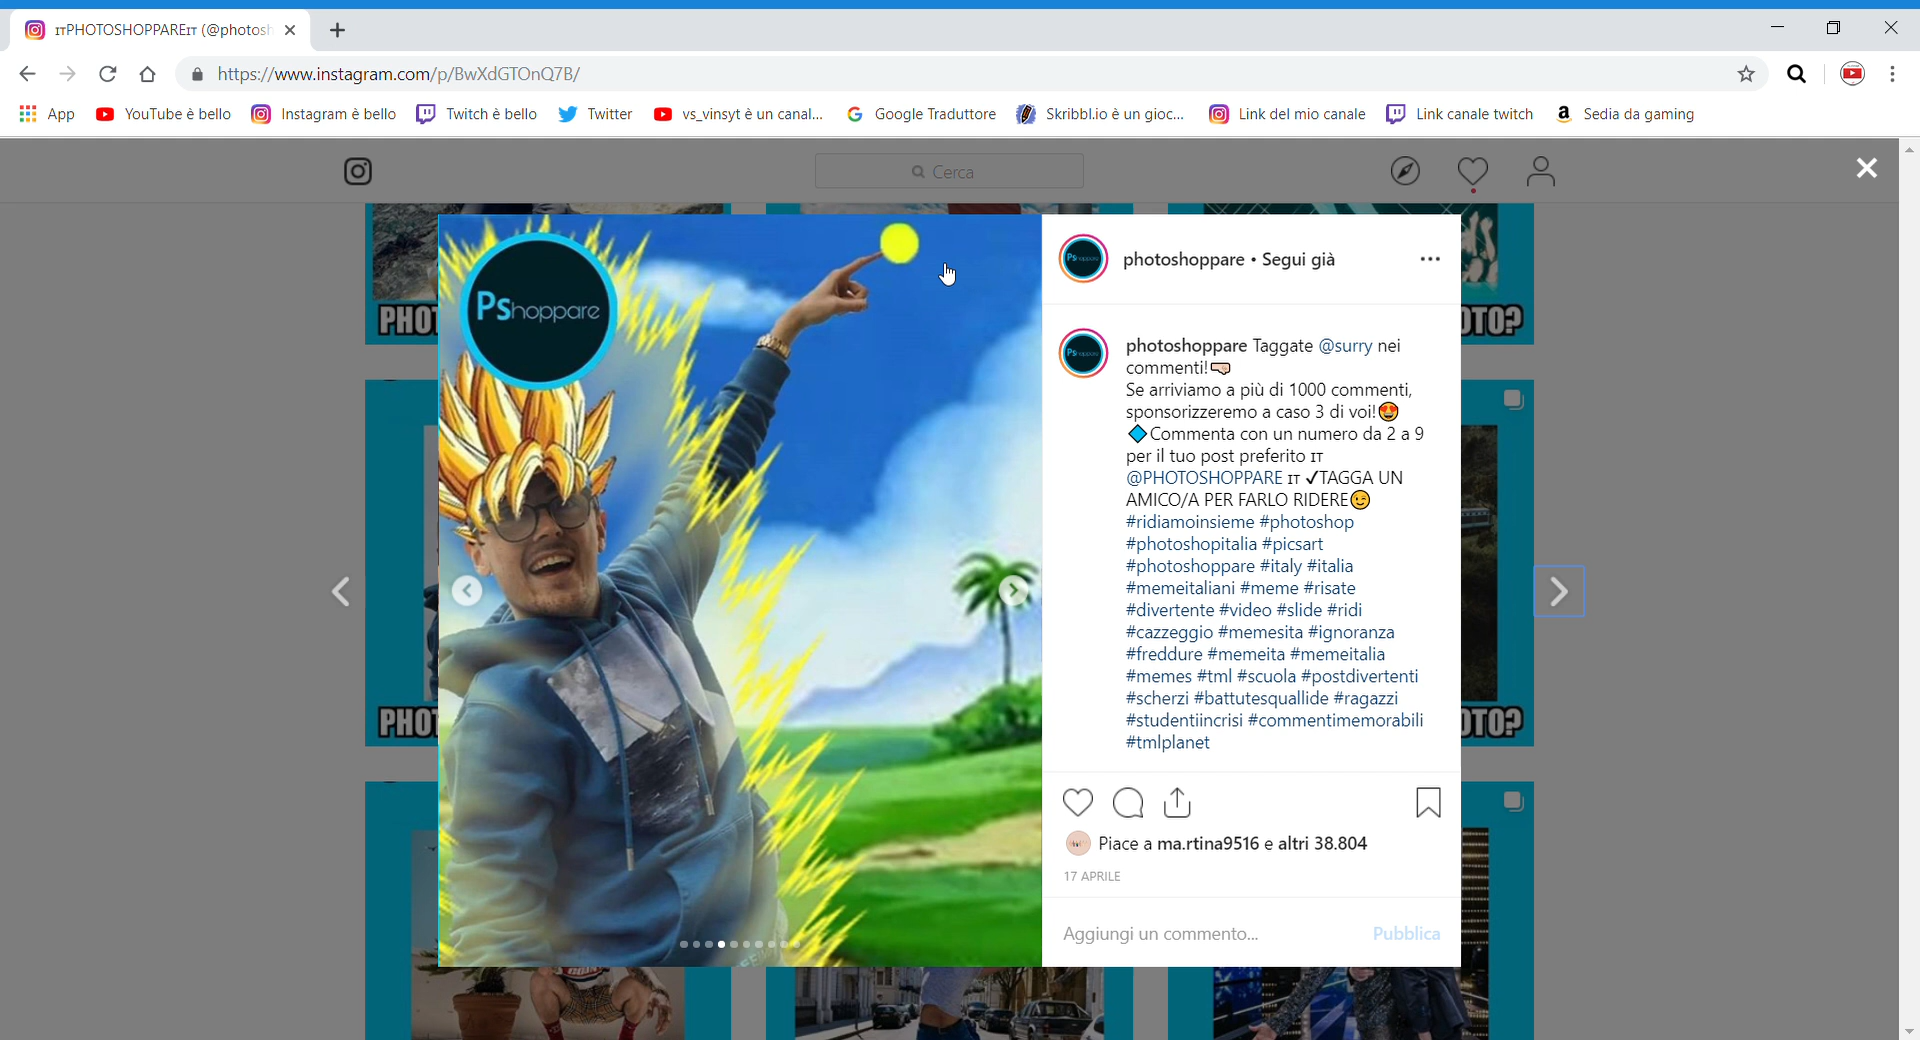 ITPHOTOSHOPPAREIT (@photosh
https://www.instagram.com/p/BwXdGTOnQ7B/
App YouTube è bello Instagram è bello Twitch è bello Twitter vs_vinsyt è un canal... Google Traduttore Skribbl.io è un gioc... Link del mio canale Link canale twitch Sedia da gaming
Cerca
PHO
OTO?
PShoppare
photoshoppare • Segui già
photoshoppare Taggate @surry nei
commenti!🤜🏻
Se arriviamo a più di 1000 commenti,
sponsorizzeremo a caso 3 di voi!😍
🔷Commenta con un numero da 2 a 9
per il tuo post preferito IT
@PHOTOSHOPPARE IT ✓TAGGA UN
AMICO/A PER FARLO RIDERE😉
#ridiamoinsieme #photoshop
#photoshopitalia #picsart
#photoshoppare #italy #italia
#memeitaliani #meme #risate
#divertente #video #slide #ridi
#cazzeggio #memesita #ignoranza
#freddure #memeita #memeitalia
#memes #tml #scuola #postdivertenti
#scherzi #battutesquallide #ragazzi
#studentiincrisi #commentimemorabili
#tmlplanet
PHO
OTO?
Piace a ma.rtina9516 e altri 38.804
17 APRILE
Aggiungi un commento... Pubblica